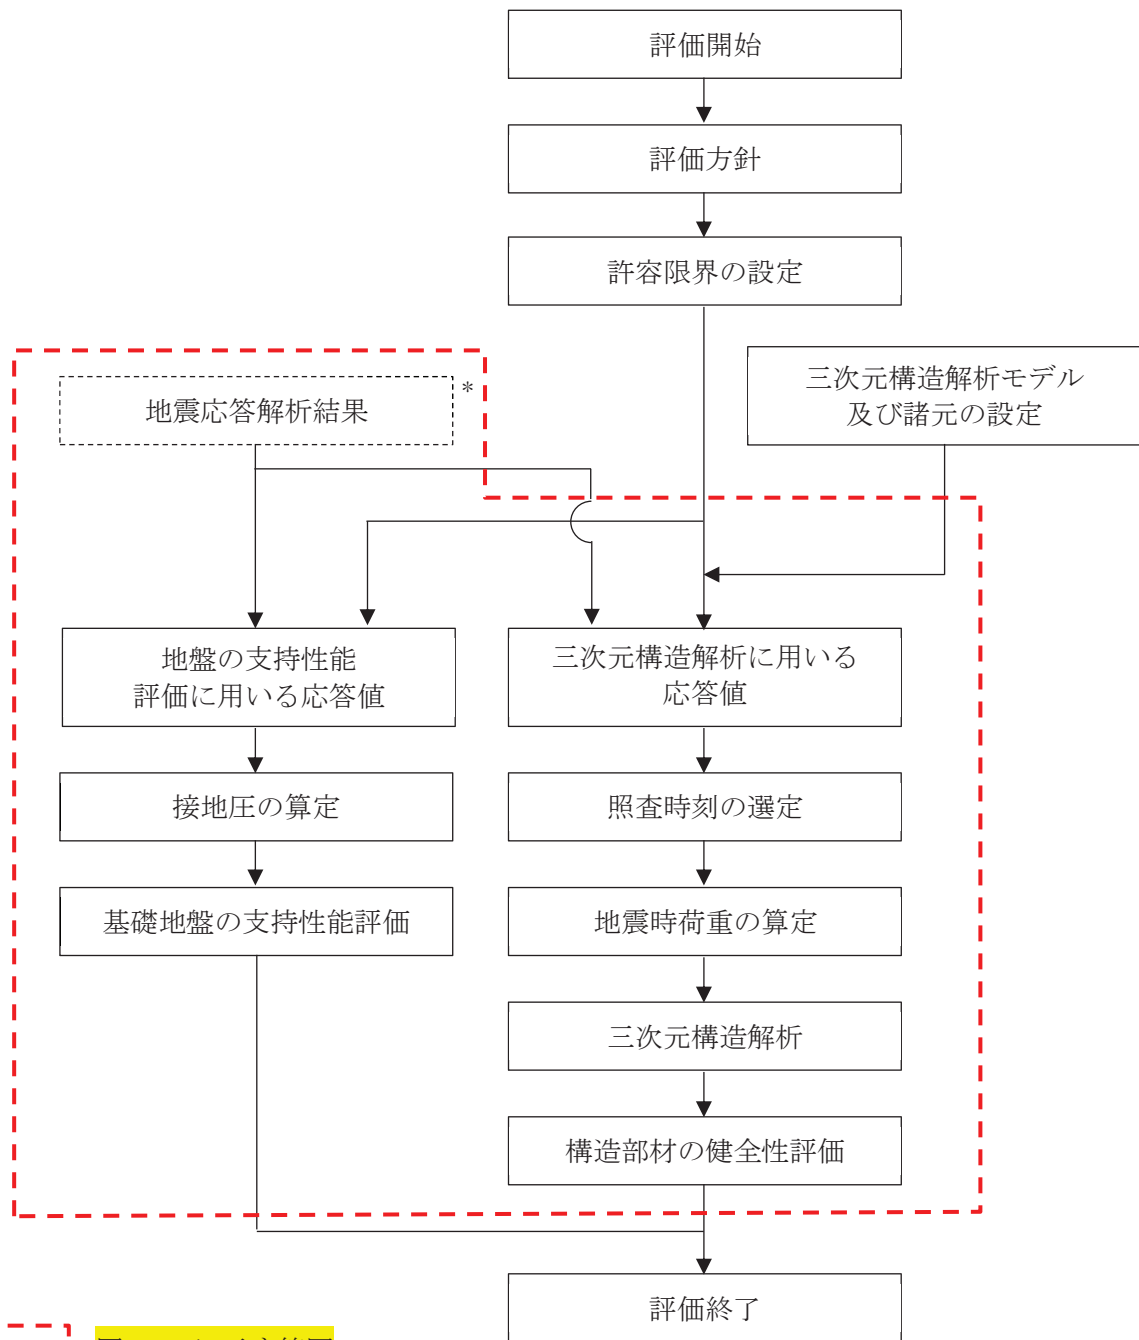 評価開始
評価方針
許容限界の設定
三次元構造解析モデル
及び諸元の設定
地震応答解析結果
*
地盤の支持性能
評価に用いる応答値
三次元構造解析に用いる
応答値
接地圧の算定
照査時刻の選定
基礎地盤の支持性能評価
地震時荷重の算定
三次元構造解析
構造部材の健全性評価
評価終了